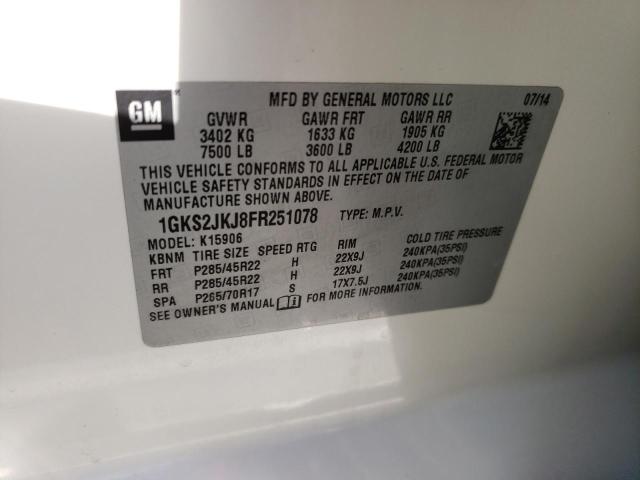 GM
MFD BY GENERAL MOTORS LLC 07/14
GVWR GAWR FRT GAWR RR
3402 KG 1633 KG 1905 KG
7500 LB 3600 LB 4200 LB
THIS VEHICLE CONFORMS TO ALL APPLICABLE U.S. FEDERAL MOTOR
VEHICLE SAFETY STANDARDS IN EFFECT ON THE DATE OF
MANUFACTURE SHOWN ABOVE.
1GKS2JKJ8FR251078 TYPE: M.P.V.
MODEL: K15906
KBNM TIRE SIZE SPEED RTG RIM COLD TIRE PRESSURE
FRT P285/45R22 H 22X9J 240KPA(35PSI)
RR P285/45R22 H 22X9J 240KPA(35PSI)
SPA P265/70R17 S 17X7.5J 240KPA(35PSI)
SEE OWNER'S MANUAL FOR MORE INFORMATION.